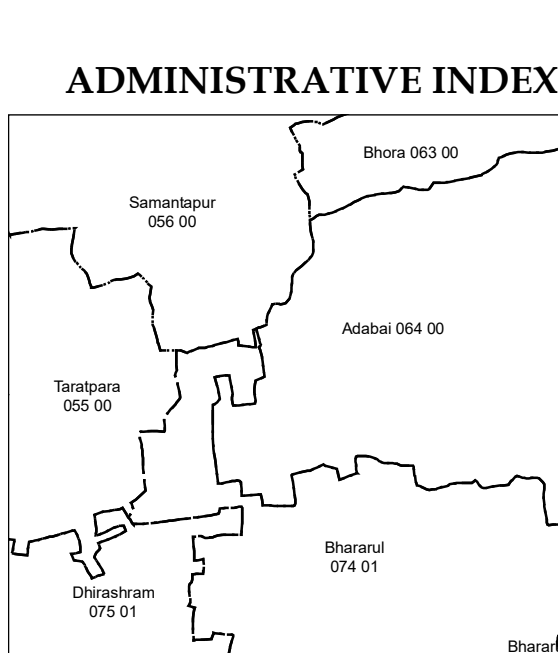 ADMINISTRATIVE INDEX
Bhora 063 00
Samantapur
056 00
Adabai 064 00
Taratpara
055 00
Bhararul
074 01
Dhirashram
075 01